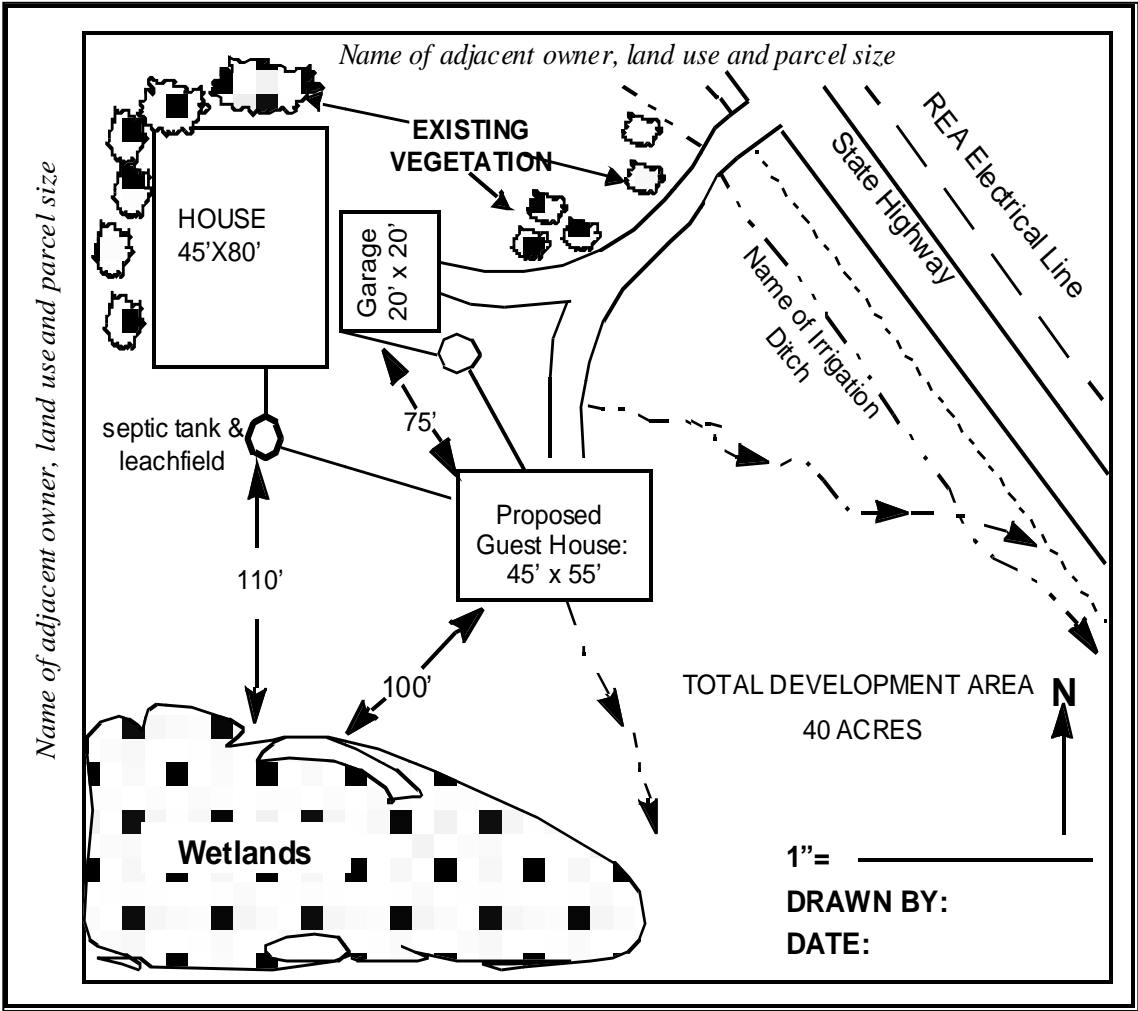 Name of adjacent owner, land use and parcel size
Name of adjacent owner, land use and parcel size
EXISTING
VEGETATION
REA Electrical Line
State Highway
HOUSE
45'X80'
Garage
20' x 20'
Name of Irrigation
Ditch
75'
septic tank &
leachfield
Proposed
Guest House:
45' x 55'
110'
100'
TOTAL DEVELOPMENT AREA
40 ACRES
N
Wetlands
1”=
DRAWN BY:
DATE: